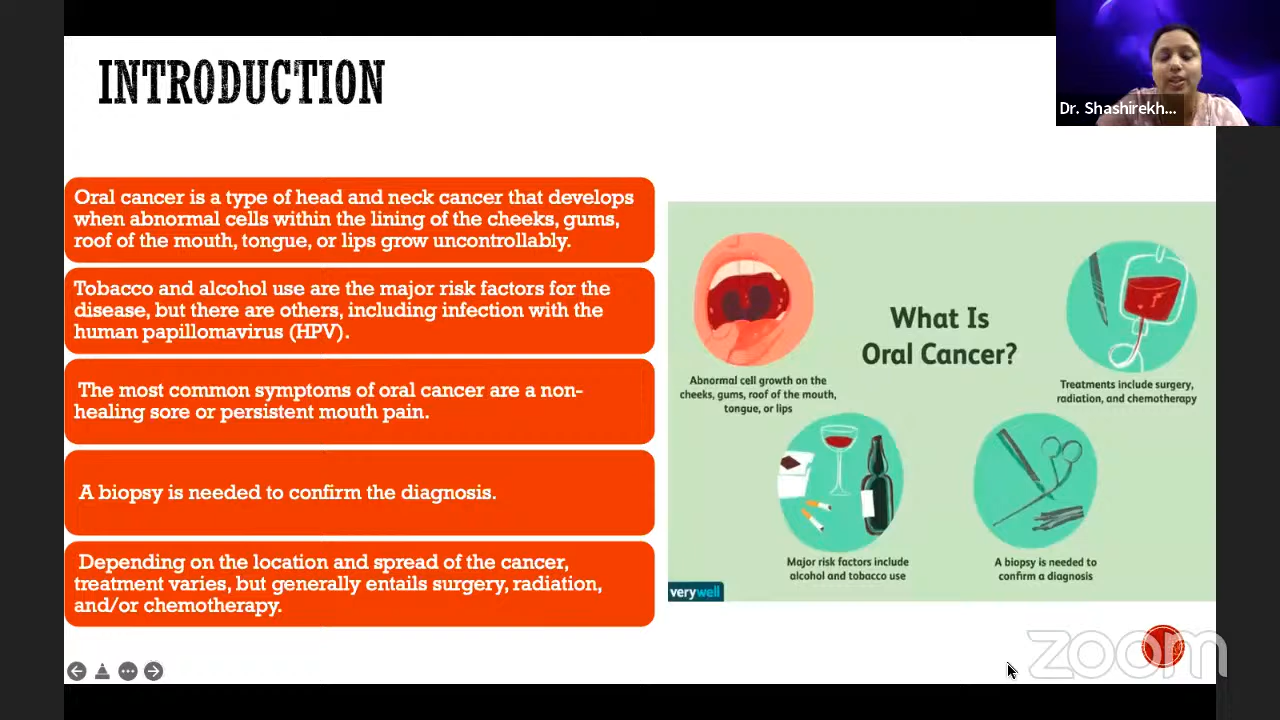 INTRODUCTION
Dr. Shashirekh...
Oral cancer is a type of head and neck cancer that develops
when abnormal cells within the lining of the cheeks, gums,
roof of the mouth, tongue, or lips grow uncontrollably.
Tobacco and alcohol use are the major risk factors for the
disease, but there are others, including infection with the
human papillomavirus (HPV).
The most common symptoms of oral cancer are a non-
healing sore or persistent mouth pain.
A biopsy is needed to confirm the diagnosis.
Depending on the location and spread of the cancer,
treatment varies, but generally entails surgery, radiation,
and/or chemotherapy.
What Is
Oral Cancer?
Abnormal cell growth on the
cheeks, gums, roof of the mouth,
tongue, or lips
Treatments include surgery,
radiation, and chemotherapy
Major risk factors include
alcohol and tobacco use
A biopsy is needed to
confirm a diagnosis
verywell
zoom